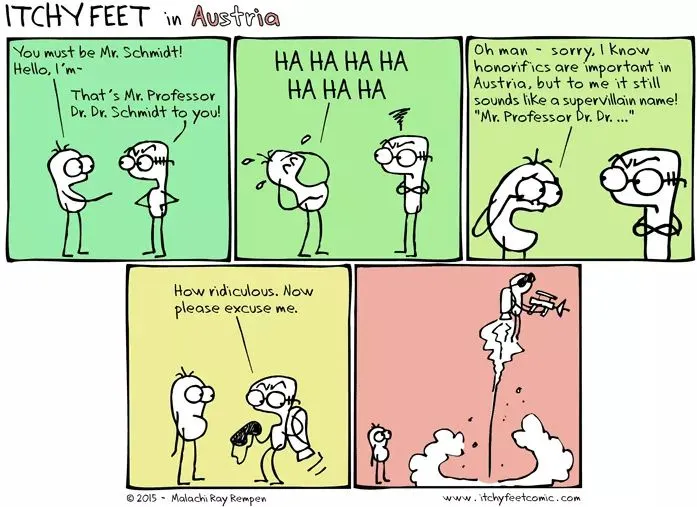 ITCHY FEET in Austria
You must be Mr. Schmidt!
Hello, I'm-
That's Mr. Professor
Dr. Dr. Schmidt to you!
HA HA HA HA
HA HA HA
Oh man - sorry, I know
honorifics are important in
Austria, but to me it still
sounds like a supervillain name!
"Mr. Professor Dr. Dr. ..."
How ridiculous. Now
please excuse me.
© 2015 - Malachi Ray Rempen
www.itchyfeetcomic.com